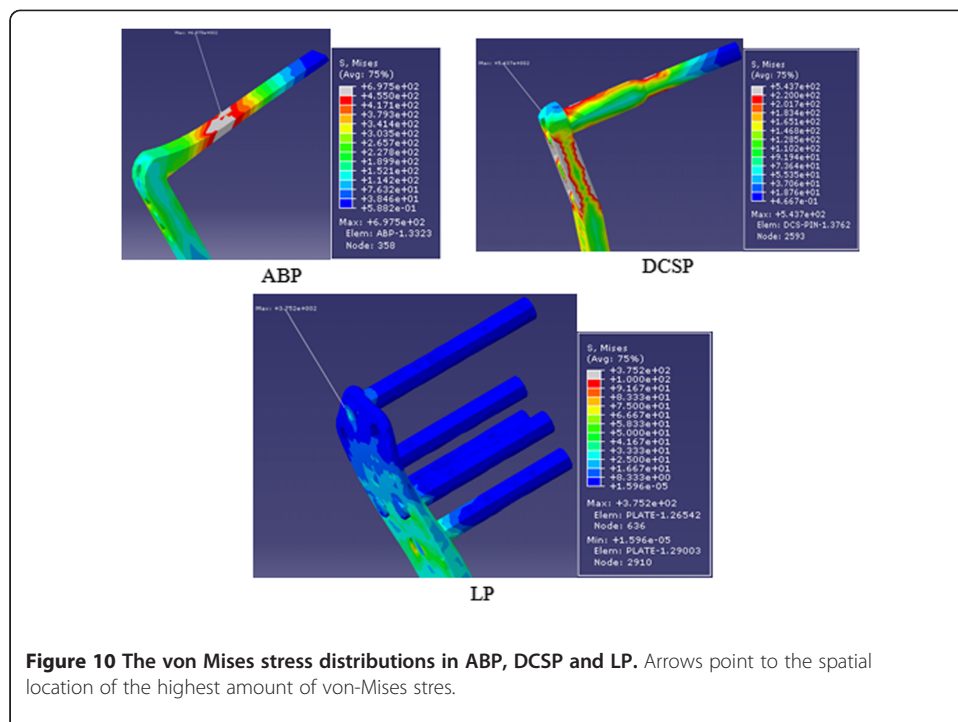 Max: +6.975e+002
S, Mises
(Avg: 75%)
+6.975e+02
+4.550e+02
+4.171e+02
+3.793e+02
+3.414e+02
+3.035e+02
+2.657e+02
+2.278e+02
+1.899e+02
+1.521e+02
+1.142e+02
+7.632e+01
+3.846e+01
+5.882e-01
Max: +6.975e+02
Elem: ABP-1.3323
Node: 358
ABP
Max: +5.437e+002
S, Mises
(Avg: 75%)
+5.437e+02
+2.200e+02
+2.017e+02
+1.834e+02
+1.651e+02
+1.468e+02
+1.285e+02
+1.102e+02
+9.194e+01
+7.364e+01
+5.535e+01
+3.706e+01
+1.876e+01
+4.667e-01
Max: +5.437e+02
Elem: DCS-PIN-1.3762
Node: 2593
DCSP
Max: +3.752e+002
S, Mises
(Avg: 75%)
+3.752e+02
+1.000e+02
+9.167e+01
+8.333e+01
+7.500e+01
+6.667e+01
+5.833e+01
+5.000e+01
+4.167e+01
+3.333e+01
+2.500e+01
+1.667e+01
+8.333e+00
+1.596e-05
Max: +3.752e+02
Elem: PLATE-1.26542
Node: 636
Min: +1.596e-05
Elem: PLATE-1.29003
Node: 2910
LP
Figure 10 The von Mises stress distributions in ABP, DCSP and LP. Arrows point to the spatial
location of the highest amount of von-Mises stres.